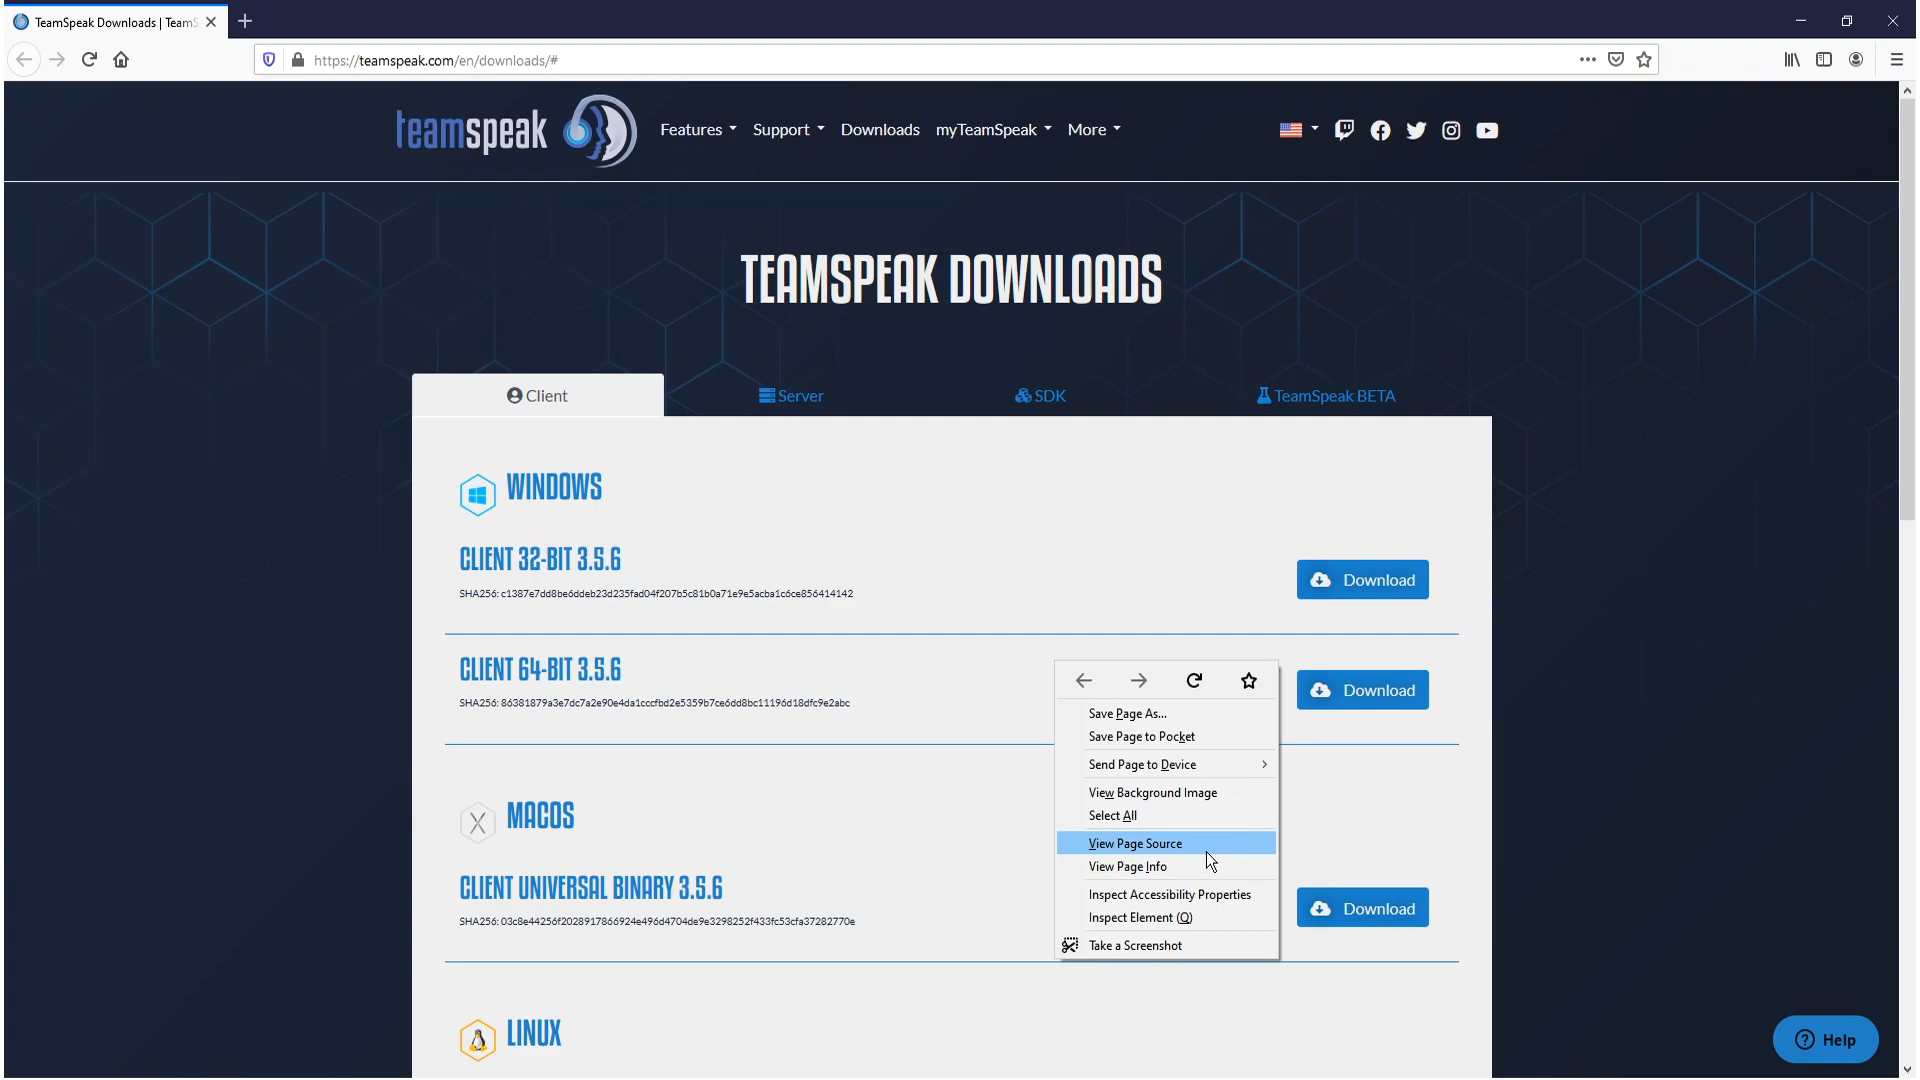 TeamSpeak Downloads | TeamS
https://teamspeak.com/en/downloads/#
teamspeak
Features
Support
Downloads
myTeamSpeak
More
TEAMSPEAK DOWNLOADS
Client
Server
SDK
TeamSpeak BETA
WINDOWS
CLIENT 32-BIT 3.5.6
Download
SHA256: c1387e7dd8be6ddeb23d235fad04f207b5c81b0a71e9e5acba1c6ce856414142
CLIENT 64-BIT 3.5.6
Download
SHA256: 86381879a3e7dc7a2e90e4da1cccfbd2e5359b7ce6dd8bc11196d18dfc9e2abc
Save Page As...
Save Page to Pocket
Send Page to Device
View Background Image
Select All
View Page Source
View Page Info
Inspect Accessibility Properties
Inspect Element (Q)
Take a Screenshot
MACOS
CLIENT UNIVERSAL BINARY 3.5.6
Download
SHA256: 03c8e44256f2028917866924e496d4704de9e3298252f433fc53cfa37282770e
LINUX
Help